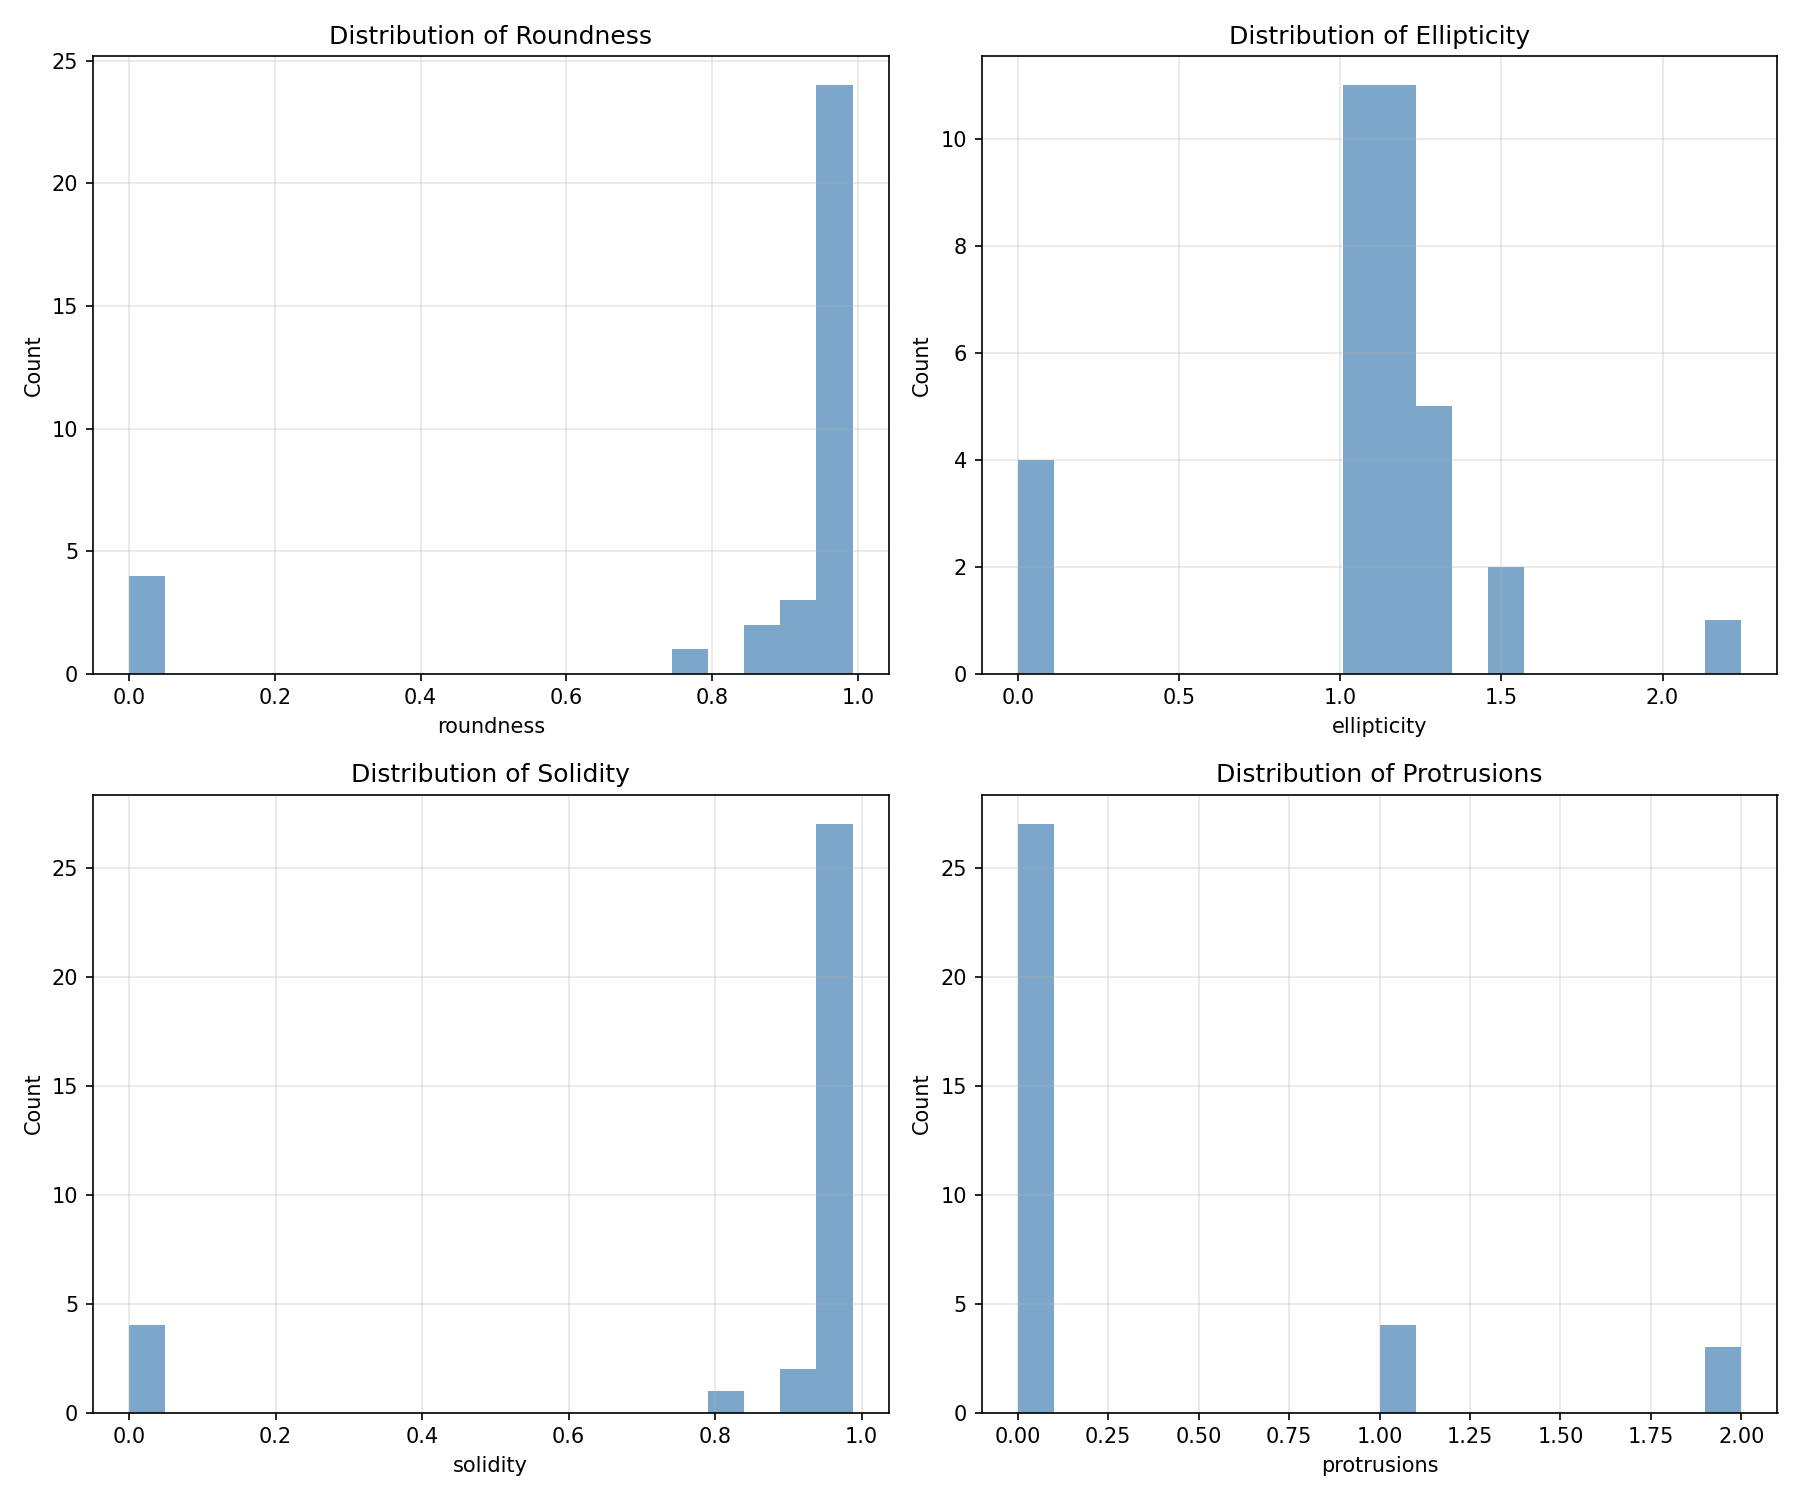 Distribution of Roundness
25
20
15
10
5
0
Count
0.0 0.2 0.4 0.6 0.8 1.0
roundness
Distribution of Ellipticity
10
8
6
4
2
0
Count
0.0 0.5 1.0 1.5 2.0
ellipticity
Distribution of Solidity
25
20
15
10
5
0
Count
0.0 0.2 0.4 0.6 0.8 1.0
solidity
Distribution of Protrusions
25
20
15
10
5
0
Count
0.00 0.25 0.50 0.75 1.00 1.25 1.50 1.75 2.00
protrusions